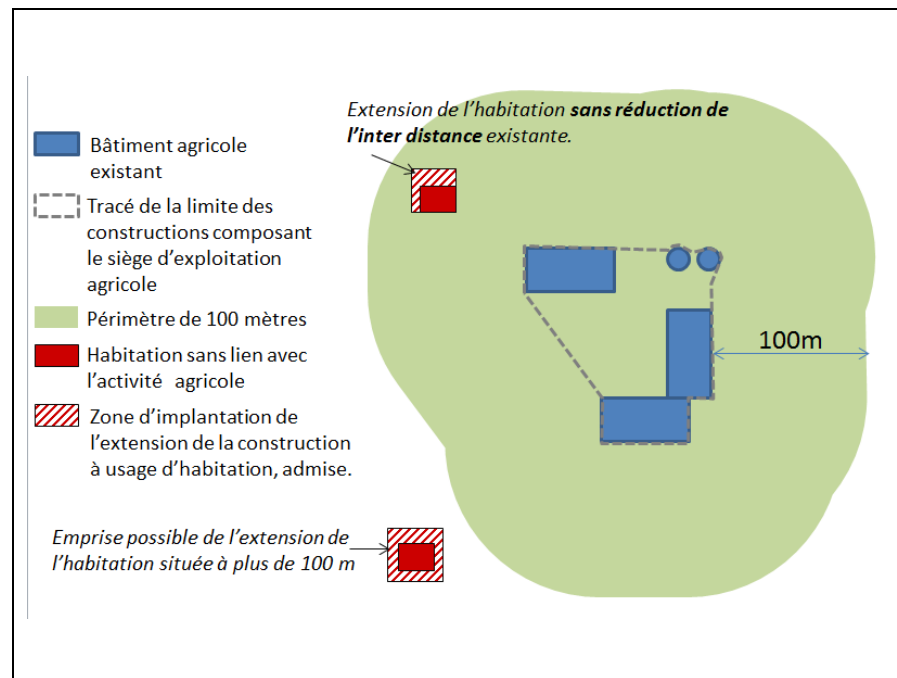 Extension de l'habitation sans réduction de
l'inter distance existante.
Bâtiment agricole
existant
Tracé de la limite des
constructions composant
le siège d'exploitation
agricole
Périmètre de 100 mètres
Habitation sans lien avec
l'activité agricole
Zone d'implantation de
l'extension de la construction
à usage d'habitation, admise.
100m
Emprise possible de l'extension de
l'habitation située à plus de 100 m